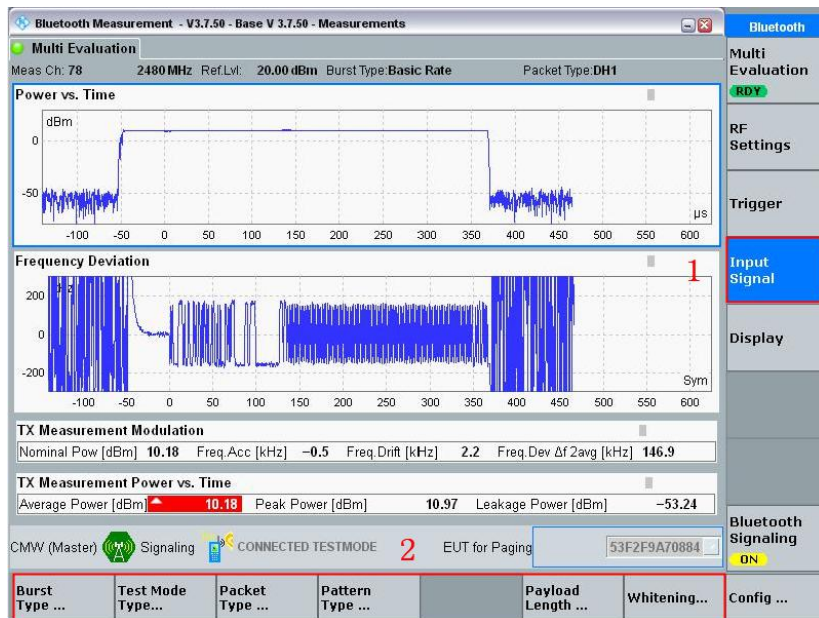 Bluetooth Measurement - V3.7.50 - Base V 3.7.50 - Measurements
Bluetooth
Multi Evaluation
Meas Ch: 78 2480 MHz Ref.Lvl: 20.00 dBm Burst Type:Basic Rate Packet Type:DH1
Multi
Evaluation
RDY
Power vs. Time
dBm
0
-50
µs
-100 -50 0 50 100 150 200 250 300 350 400 450 500 550 600
RF
Settings
Trigger
Frequency Deviation
1
Input
Signal
200
0
-200
Sym
-100 -50 0 50 100 150 200 250 300 350 400 450 500 550 600
Display
TX Measurement Modulation
Nominal Pow [dBm] 10.18 Freq.Acc [kHz] −0.5 Freq.Drift [kHz] 2.2 Freq.Dev Δf 2avg [kHz] 146.9
TX Measurement Power vs. Time
Average Power [dBm] 10.18 Peak Power [dBm] 10.97 Leakage Power [dBm] −53.24
CMW (Master) Signaling CONNECTED TESTMODE 2 EUT for Paging 53F2F9A70884
Bluetooth
Signaling
ON
Burst
Type ...
Test Mode
Type...
Packet
Type ...
Pattern
Type ...
Payload
Length ...
Whitening...
Config ...